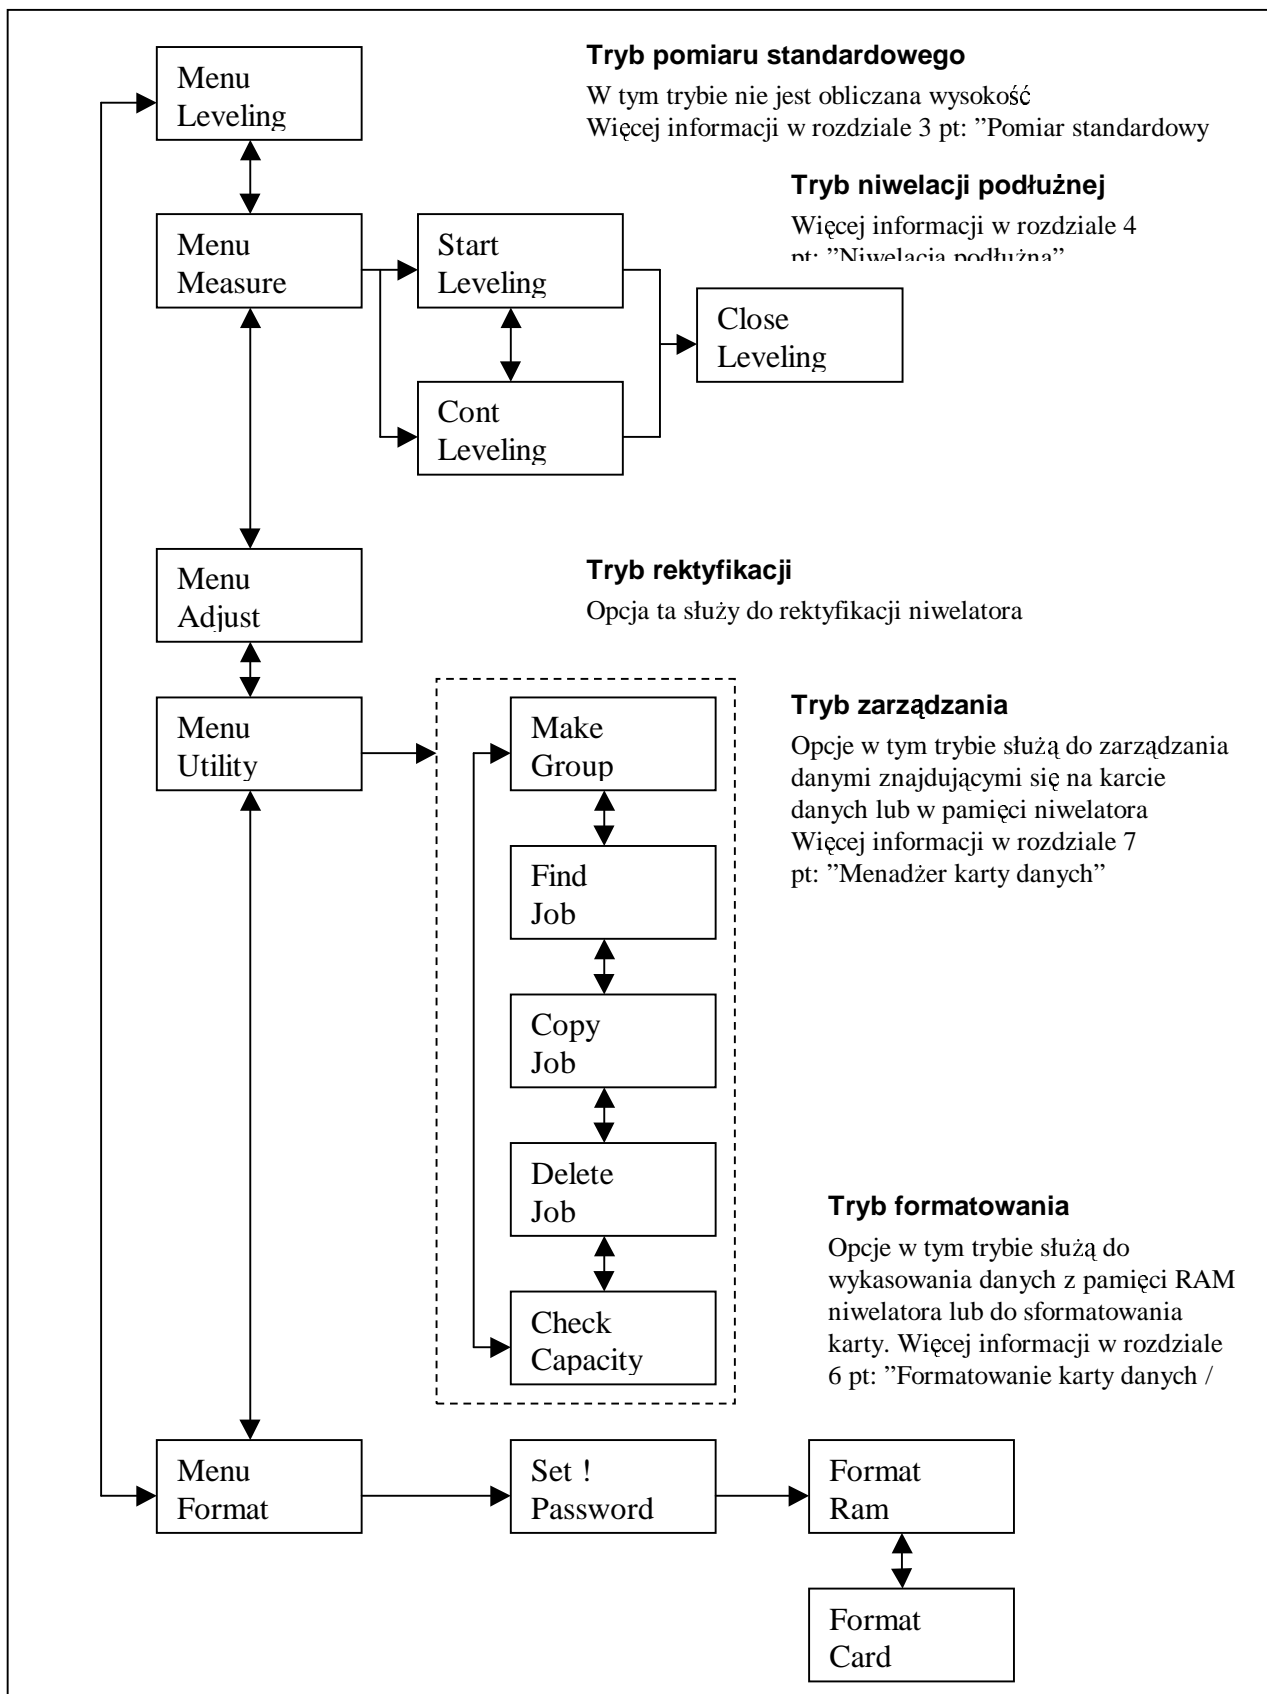 Menu
Leveling
Tryb pomiaru standardowego
W tym trybie nie jest obliczana wysokość
Więcej informacji w rozdziale 3 pt: ”Pomiar standardowy
Tryb niwelacji podłużnej
Więcej informacji w rozdziale 4
pt: ”Niwelacja podłużna”
Menu
Measure
Start
Leveling
Close
Leveling
Cont
Leveling
Menu
Adjust
Tryb rektyfikacji
Opcja ta służy do rektyfikacji niwelatora
Menu
Utility
Make
Group
Tryb zarządzania
Opcje w tym trybie służą do zarządzania
danymi znajdującymi się na karcie
danych lub w pamięci niwelatora
Więcej informacji w rozdziale 7
pt: ”Menadżer karty danych”
Find
Job
Copy
Job
Delete
Job
Check
Capacity
Tryb formatowania
Opcje w tym trybie służą do
wykasowania danych z pamięci RAM
niwelatora lub do sformatowania
karty. Więcej informacji w rozdziale
6 pt: ”Formatowanie karty danych /
Menu
Format
Set !
Password
Format
Ram
Format
Card